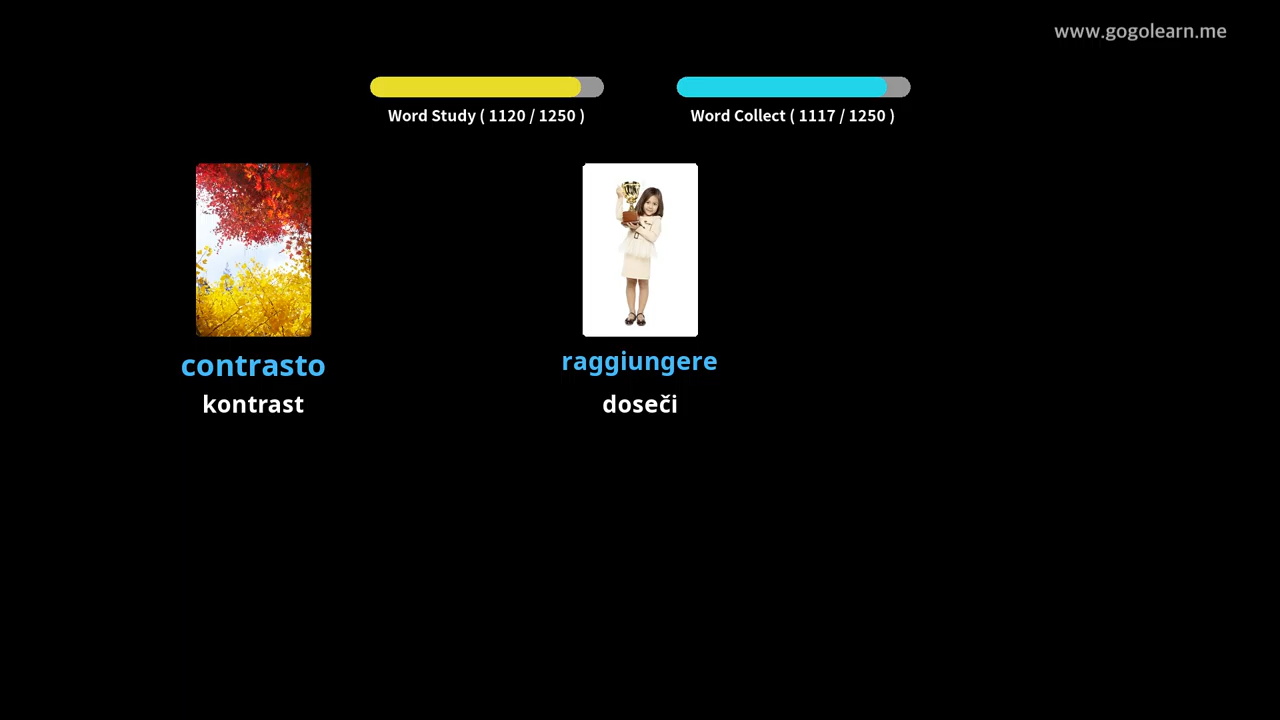 www.gogolearn.me
Word Study ( 1120 / 1250 )
Word Collect ( 1117 / 1250 )
contrasto
kontrast
raggiungere
doseči